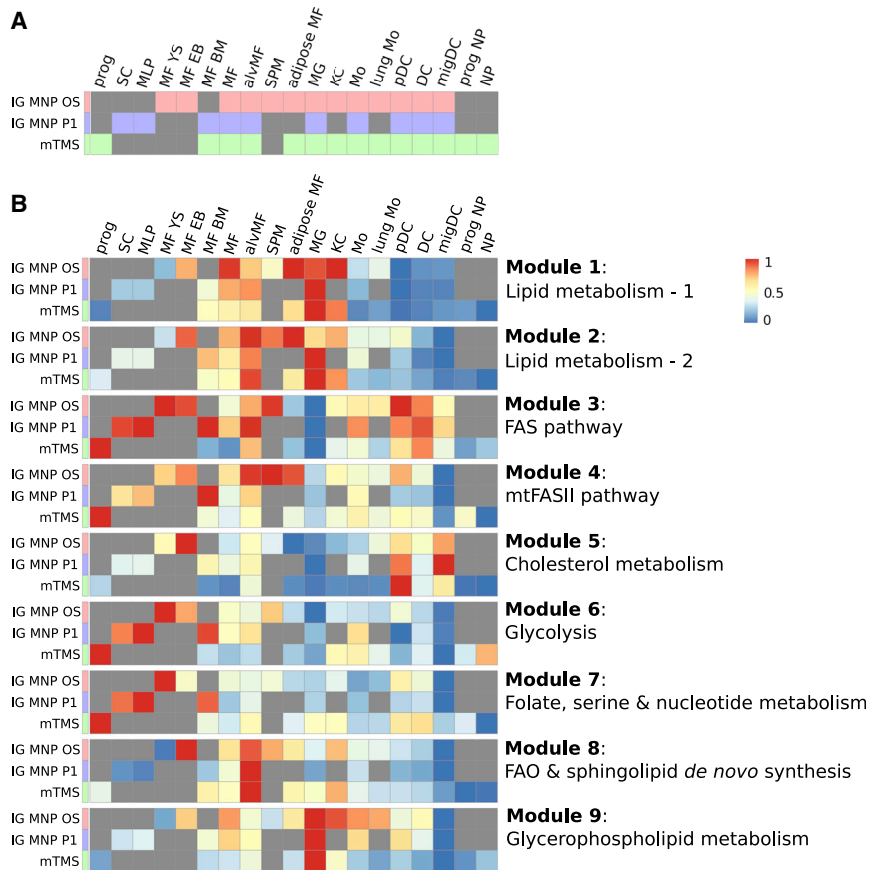 A
prog SC MLP MF YS MF EB MF BM MF alvMF SPM adipose MF MG KC Mo lung Mo pDC DC migDC prog NP NP
IG MNP OS
IG MNP P1
mTMS
B
prog SC MLP MF YS MF EB MF BM MF alvMF SPM adipose MF MG KC Mo lung Mo pDC DC migDC prog NP NP
IG MNP OS
IG MNP P1
mTMS
Module 1:
Lipid metabolism - 1
1
0.5
0
IG MNP OS
IG MNP P1
mTMS
Module 2:
Lipid metabolism - 2
IG MNP OS
IG MNP P1
mTMS
Module 3:
FAS pathway
IG MNP OS
IG MNP P1
mTMS
Module 4:
mtFASII pathway
IG MNP OS
IG MNP P1
mTMS
Module 5:
Cholesterol metabolism
IG MNP OS
IG MNP P1
mTMS
Module 6:
Glycolysis
IG MNP OS
IG MNP P1
mTMS
Module 7:
Folate, serine & nucleotide metabolism
IG MNP OS
IG MNP P1
mTMS
Module 8:
FAO & sphingolipid de novo synthesis
IG MNP OS
IG MNP P1
mTMS
Module 9:
Glycerophospholipid metabolism